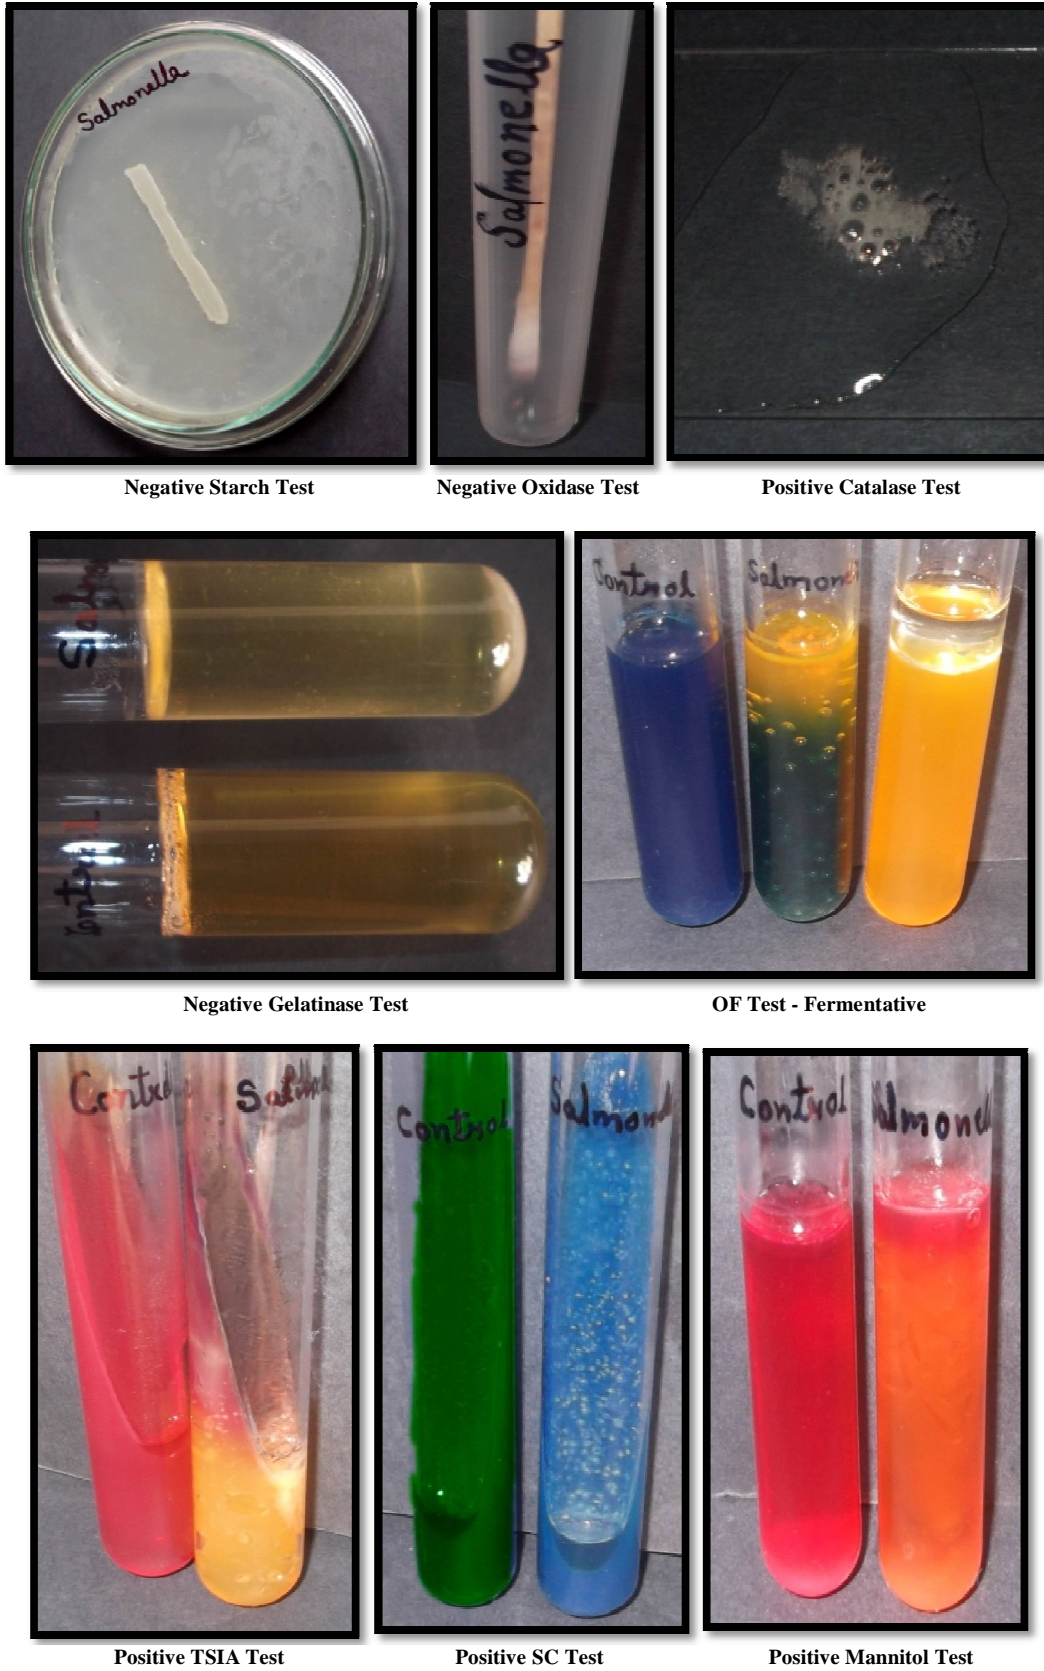 Salmonella
Salmonella
Negative Starch Test
Negative Oxidase Test
Positive Catalase Test
Control
Negative Gelatinase Test
OF Test - Fermentative
Control
Control
Salmon
Control
Positive TSIA Test
Positive SC Test
Positive Mannitol Test